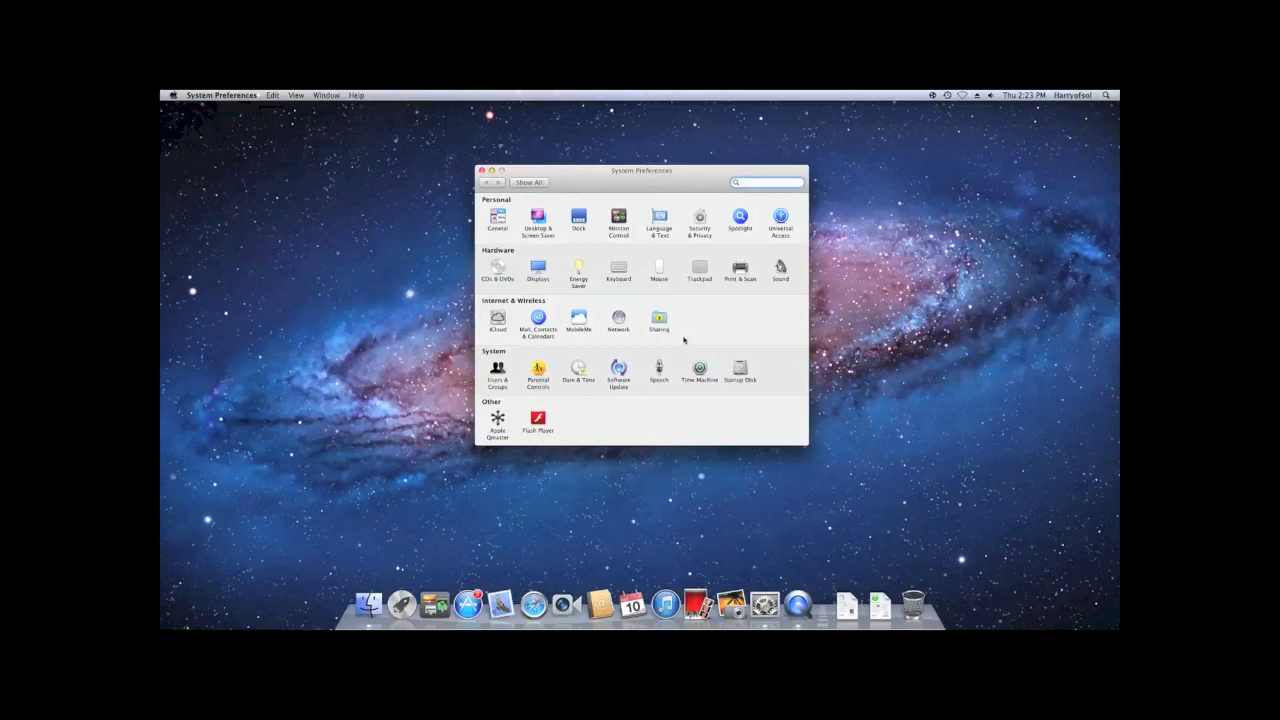 System Preferences Edit View Window Help Thu 2:23 PM Harryofsol
System Preferences
Show All
Personal
General Desktop & Screen Saver Dock Mission Control Language & Text Security & Privacy Spotlight Universal Access
Hardware
CDs & DVDs Displays Energy Saver Keyboard Mouse Trackpad Print & Scan Sound
Internet & Wireless
iCloud Mail, Contacts & Calendars MobileMe Network Sharing
System
Users & Groups Parental Controls Date & Time Software Update Speech Time Machine Startup Disk
Other
Apple Qmaster Flash Player
10